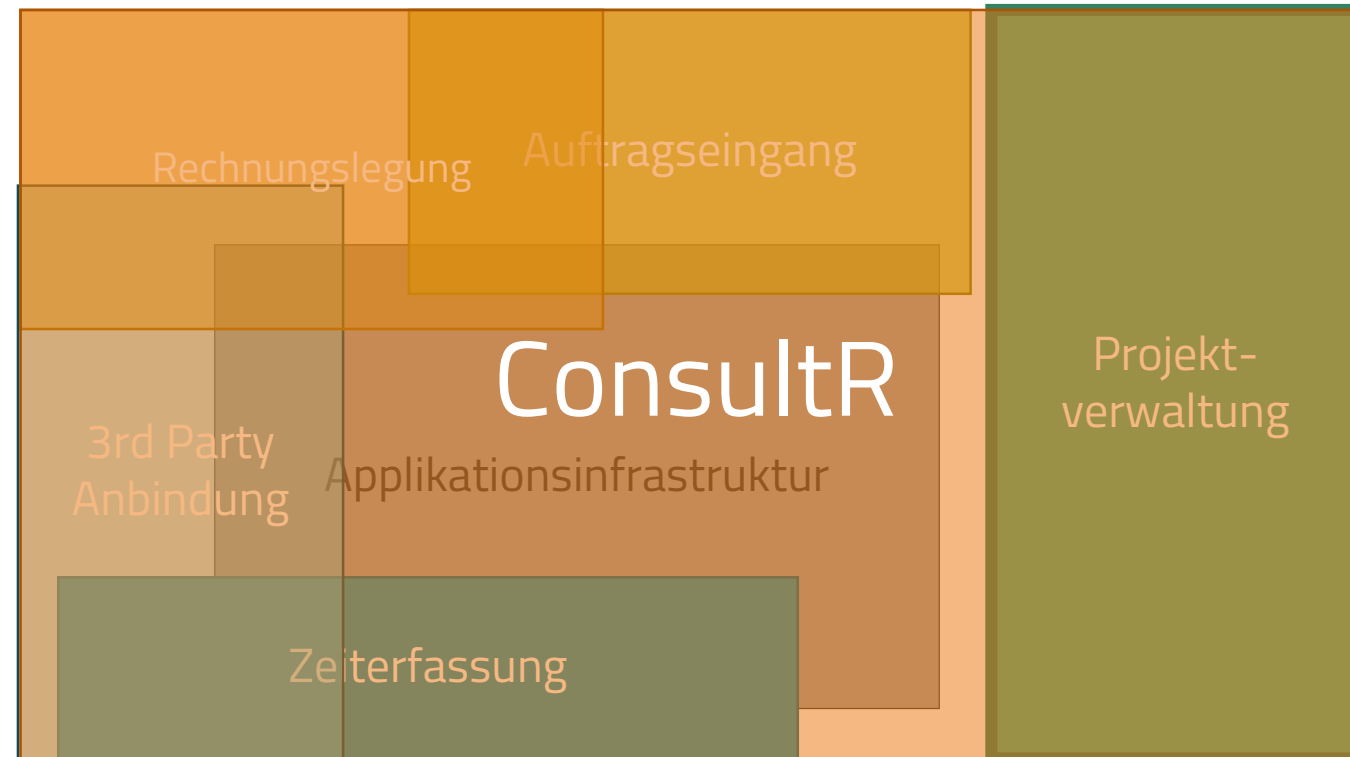 Rechnungslegung
Auftragseingang
ConsultR
Applikationsinfrastruktur
3rd Party
Anbindung
Zeiterfassung
Projekt-
verwaltung